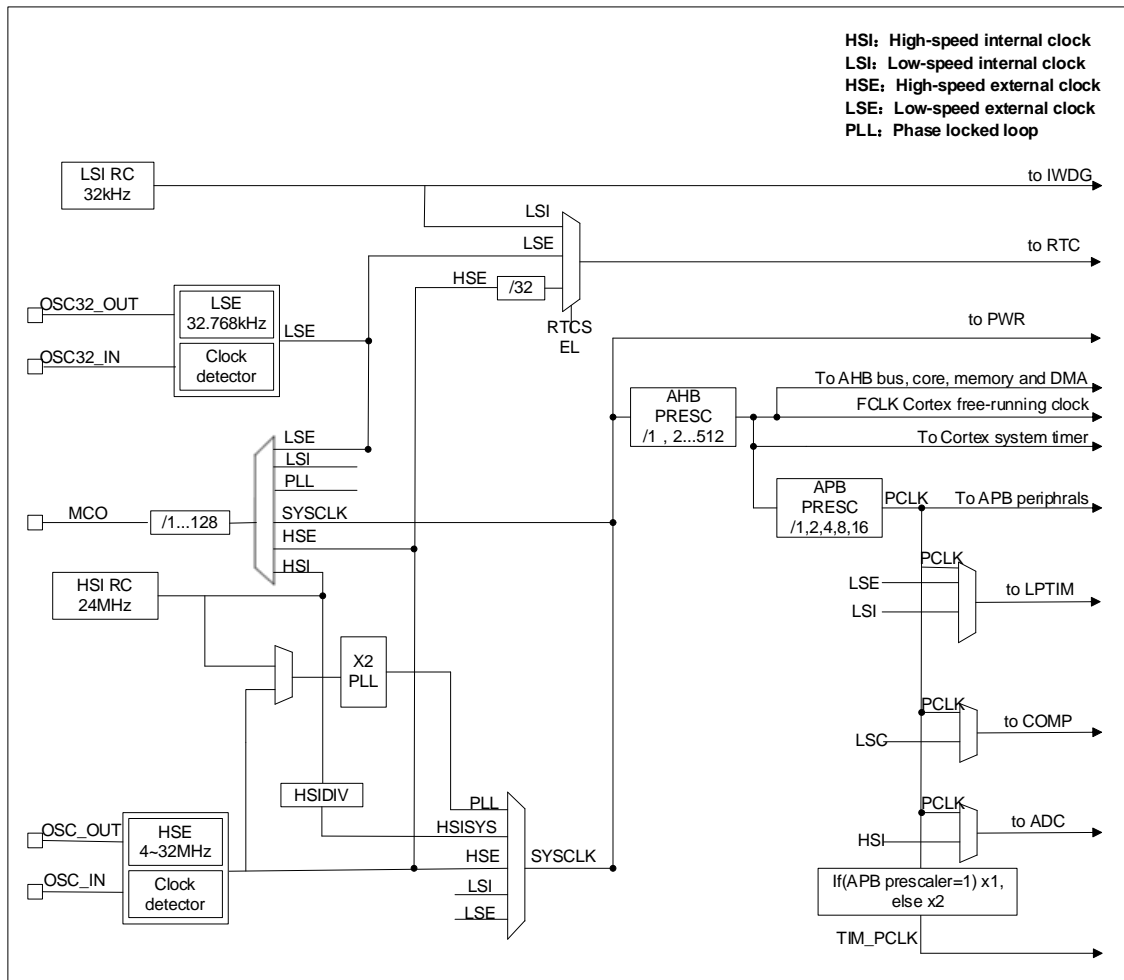 HSI：High-speed internal clock
LSI：Low-speed internal clock
HSE：High-speed external clock
LSE：Low-speed external clock
PLL：Phase locked loop
LSI RC
32kHz
to IWDG
LSI
LSE
to RTC
HSE
/32
RTCS
EL
OSC32_OUT
LSE
32.768kHz
LSE
OSC32_IN
Clock
detector
to PWR
To AHB bus, core, memory and DMA
AHB
PRESC
/1 , 2...512
FCLK Cortex free-running clock
To Cortex system timer
LSE
LSI
PLL
APB
PRESC
/1,2,4,8,16
PCLK
To APB periphrals
MCO
/1...128
SYSCLK
HSE
HSI
HSI RC
24MHz
PCLK
LSE
LSI
to LPTIM
X2
PLL
PCLK
LSC
to COMP
HSIDIV
PLL
HSISYS
HSE
LSI
LSE
SYSCLK
PCLK
HSI
to ADC
OSC_OUT
HSE
4~32MHz
OSC_IN
Clock
detector
If(APB prescaler=1) x1,
else x2
TIM_PCLK